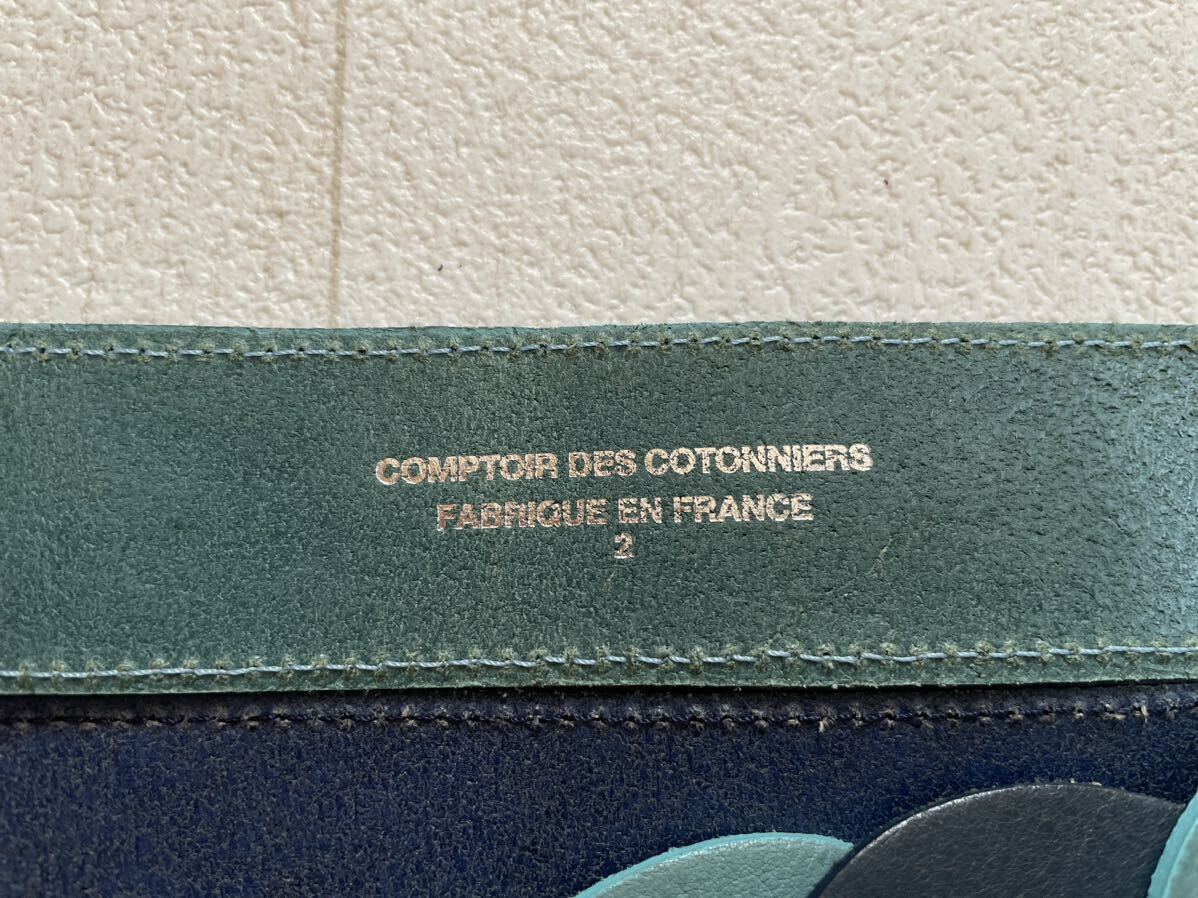 COMPTOIR DES COTONNIERS
FABRIQUE EN FRANCE
2